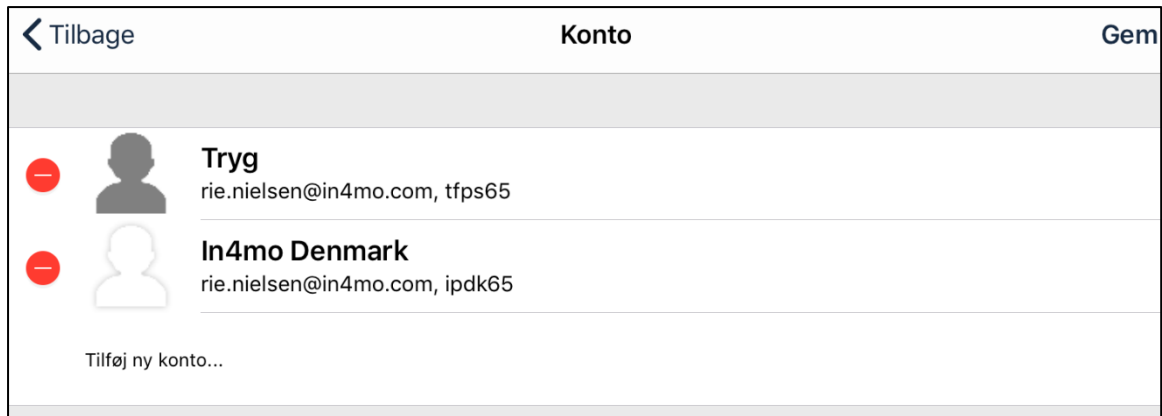 Tilbage
Konto
Gem
Tryg
rie.nielsen@in4mo.com, tfps65
In4mo Denmark
rie.nielsen@in4mo.com, ipdk65
Tilføj ny konto...